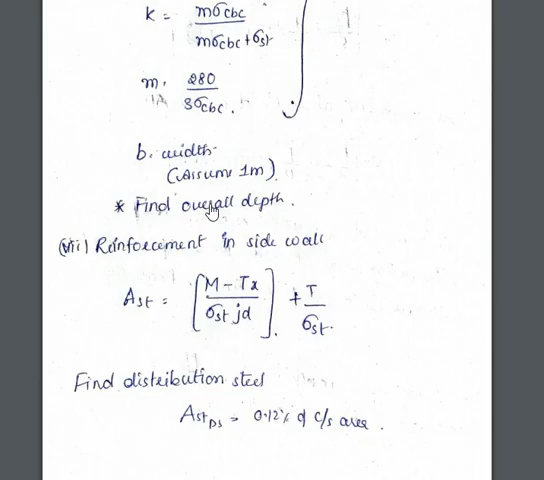 k = mσcbc / mσcbc + σst
m = 280 / 3σcbc.
b. width
(Assume 1m)
* Find overall depth.
(vii) Reinforcement in side wall
Ast = [M - Tx / σst jd] + T / σst.
Find distribution steel
AstDS = 0.12% of c/s area.